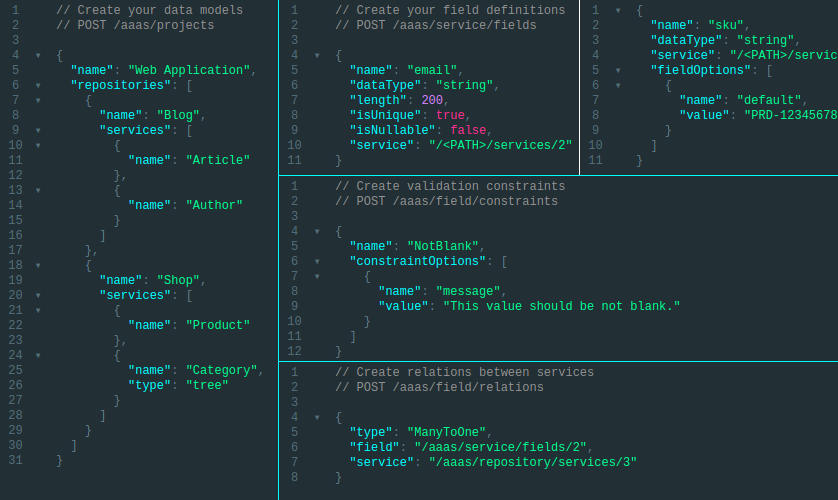 1 // Create your data models
2 // POST /aaas/projects
3
4 {
5 "name": "Web Application",
6 "repositories": [
7 {
8 "name": "Blog",
9 "services": [
10 {
11 "name": "Article"
12 },
13 {
14 "name": "Author"
15 }
16 ]
17 },
18 {
19 "name": "Shop",
20 "services": [
21 {
22 "name": "Product"
23 },
24 {
25 "name": "Category",
26 "type": "tree"
27 }
28 ]
29 }
30 ]
31 }
1 // Create your field definitions
2 // POST /aaas/service/fields
3
4 {
5 "name": "email",
6 "dataType": "string",
7 "length": 200,
8 "isUnique": true,
9 "isNullable": false,
10 "service": "/<PATH>/services/2"
11 }
1 {
2 "name": "sku",
3 "dataType": "string",
4 "service": "/<PATH>/servic
5 "fieldOptions": [
6 {
7 "name": "default",
8 "value": "PRD-12345678
9 }
10 ]
11 }
1 // Create validation constraints
2 // POST /aaas/field/constraints
3
4 {
5 "name": "NotBlank",
6 "constraintOptions": [
7 {
8 "name": "message",
9 "value": "This value should be not blank."
10 }
11 ]
12 }
1 // Create relations between services
2 // POST /aaas/field/relations
3
4 {
5 "type": "ManyToOne",
6 "field": "/aaas/service/fields/2",
7 "service": "/aaas/repository/services/3"
8 }